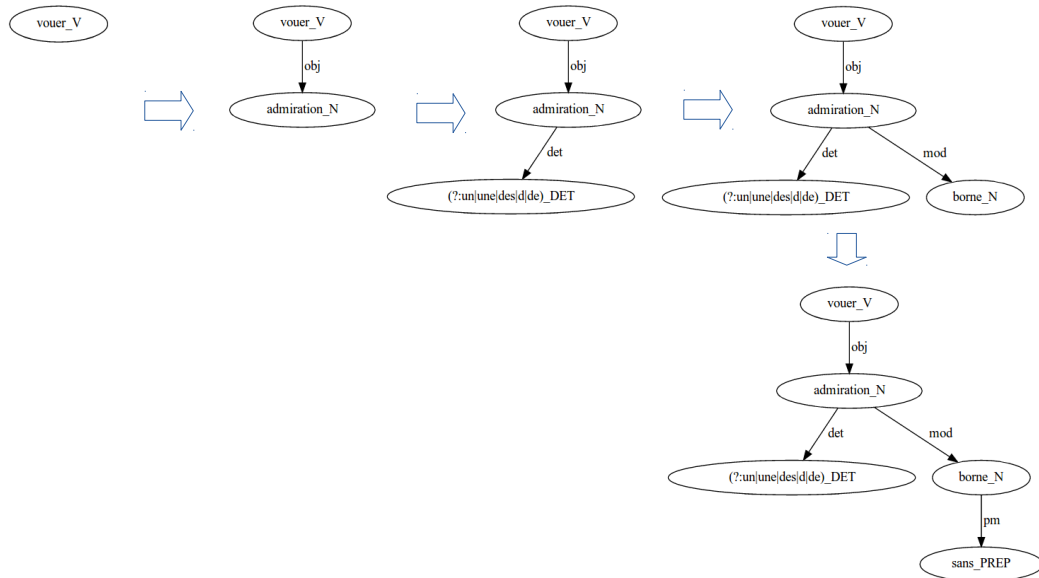 vouer_V
vouer_V
vouer_V
vouer_V
obj
obj
obj
admiration_N
admiration_N
admiration_N
det
det
mod
(?:un|une|des|d|de)_DET
(?:un|une|des|d|de)_DET
borne_N
vouer_V
obj
admiration_N
det
mod
(?:un|une|des|d|de)_DET
borne_N
pm
sans_PREP